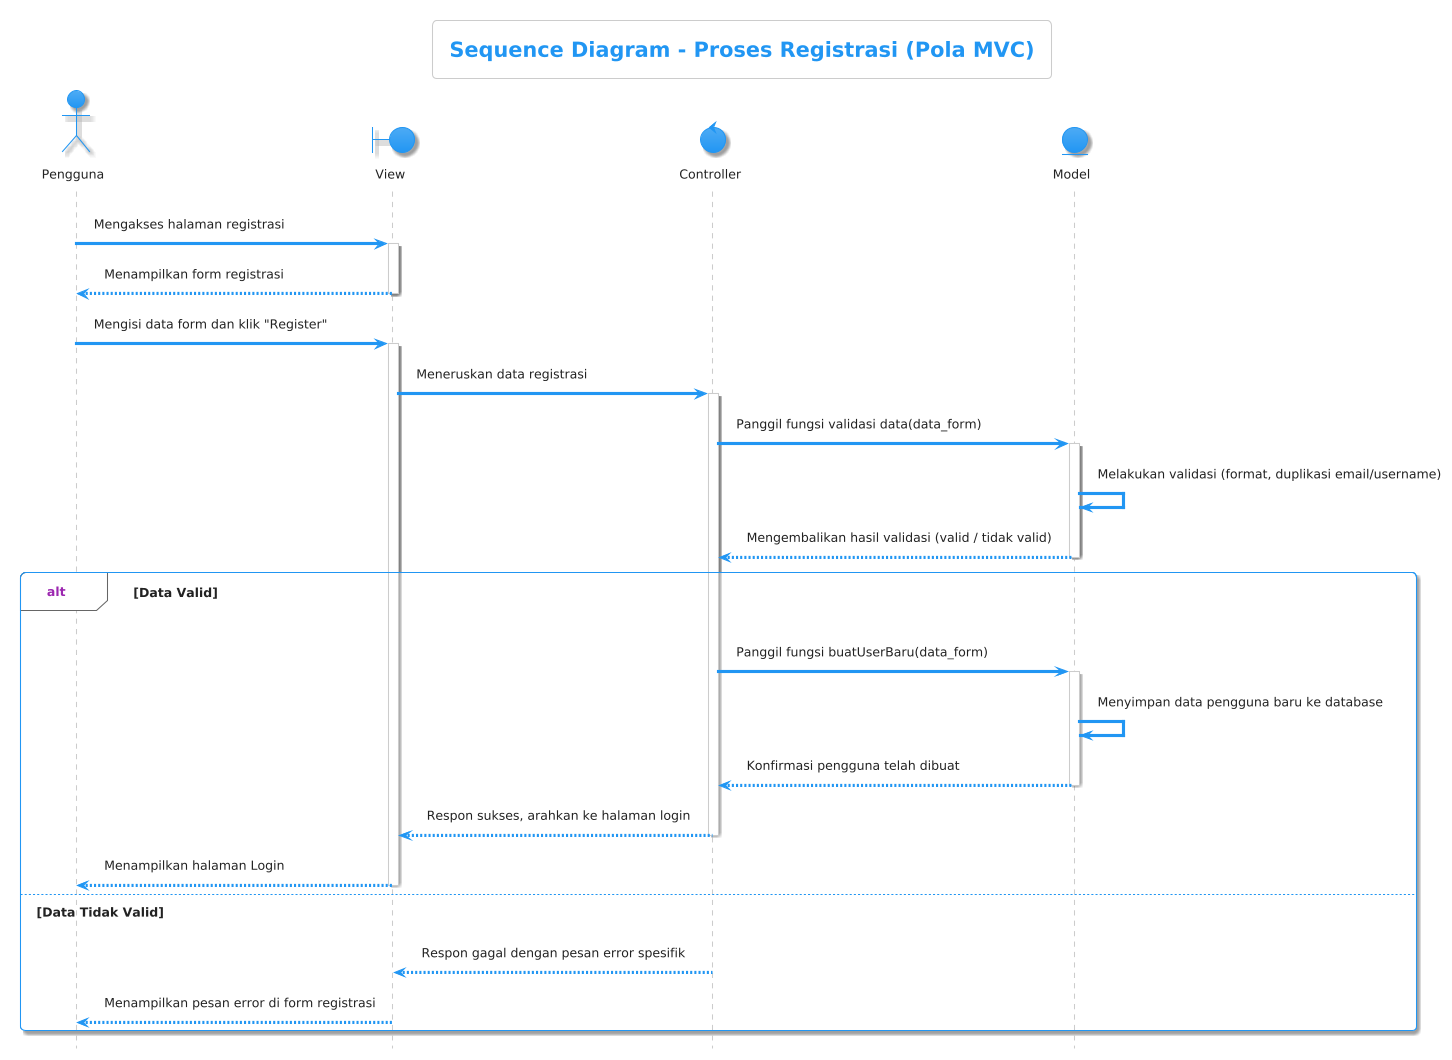 Sequence Diagram - Proses Registrasi (Pola MVC)
Pengguna
View
Controller
Model
Mengakses halaman registrasi
Menampilkan form registrasi
Mengisi data form dan klik "Register"
Meneruskan data registrasi
Panggil fungsi validasi data(data_form)
Melakukan validasi (format, duplikasi email/username)
Mengembalikan hasil validasi (valid / tidak valid)
alt
[Data Valid]
Panggil fungsi buatUserBaru(data_form)
Menyimpan data pengguna baru ke database
Konfirmasi pengguna telah dibuat
Respon sukses, arahkan ke halaman login
Menampilkan halaman Login
[Data Tidak Valid]
Respon gagal dengan pesan error spesifik
Menampilkan pesan error di form registrasi